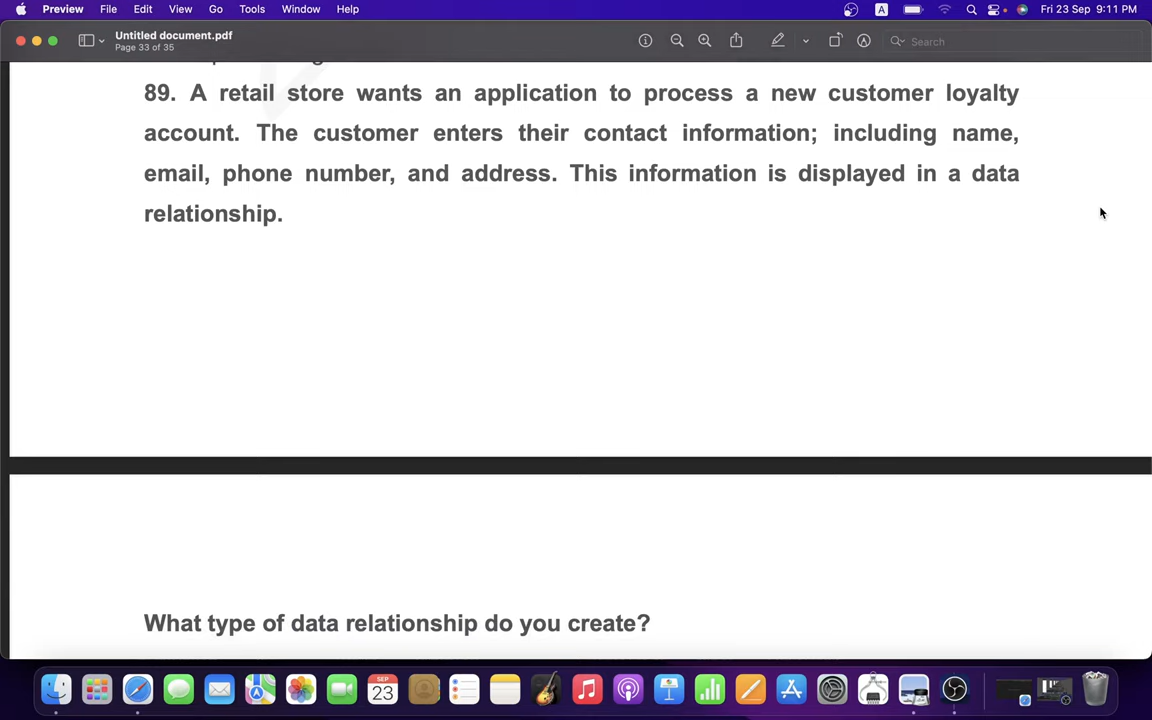 Preview File Edit View Go Tools Window Help A Fri 23 Sep 9:11 PM
Untitled document.pdf
Page 33 of 35
Search
89. A retail store wants an application to process a new customer loyalty
account. The customer enters their contact information; including name,
email, phone number, and address. This information is displayed in a data
relationship.
What type of data relationship do you create?
SEP
23